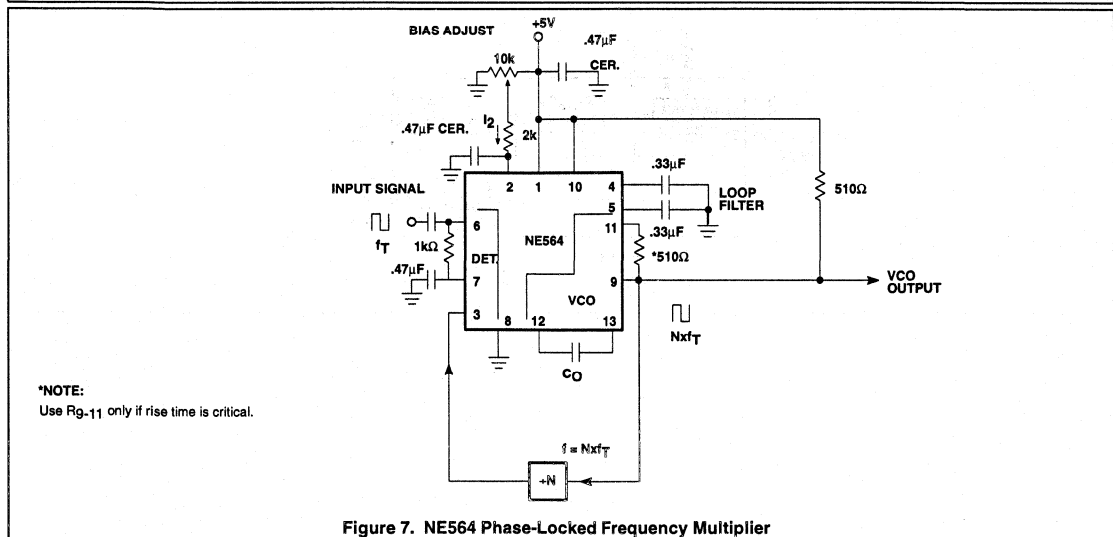 BIAS ADJUST
+5V
.47µF
CER.
10k
I2
2k
.47µF CER.
INPUT SIGNAL
fT
1kΩ
.47µF
2
1
10
4
5
11
6
NE564
DET.
7
9
3
8
12
VCO
13
.33µF
.33µF
LOOP
FILTER
*510Ω
510Ω
VCO
OUTPUT
NxfT
CO
*NOTE:
Use R9-11 only if rise time is critical.
f = NxfT
÷N
Figure 7. NE564 Phase-Locked Frequency Multiplier